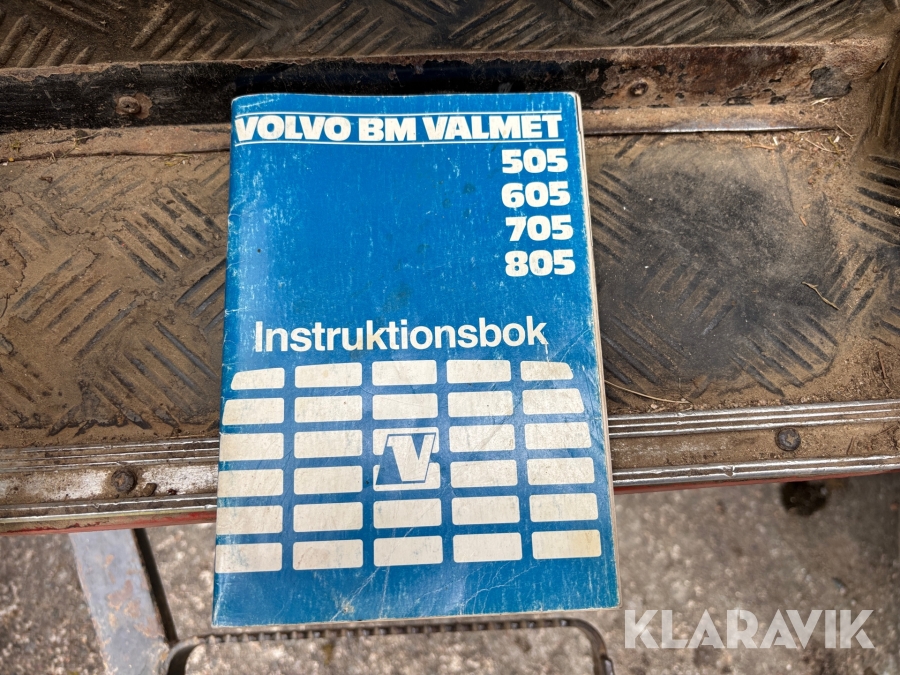 VOLVO BM VALMET
505
605
705
805
Instruktionsbok
V
KLARAVIK